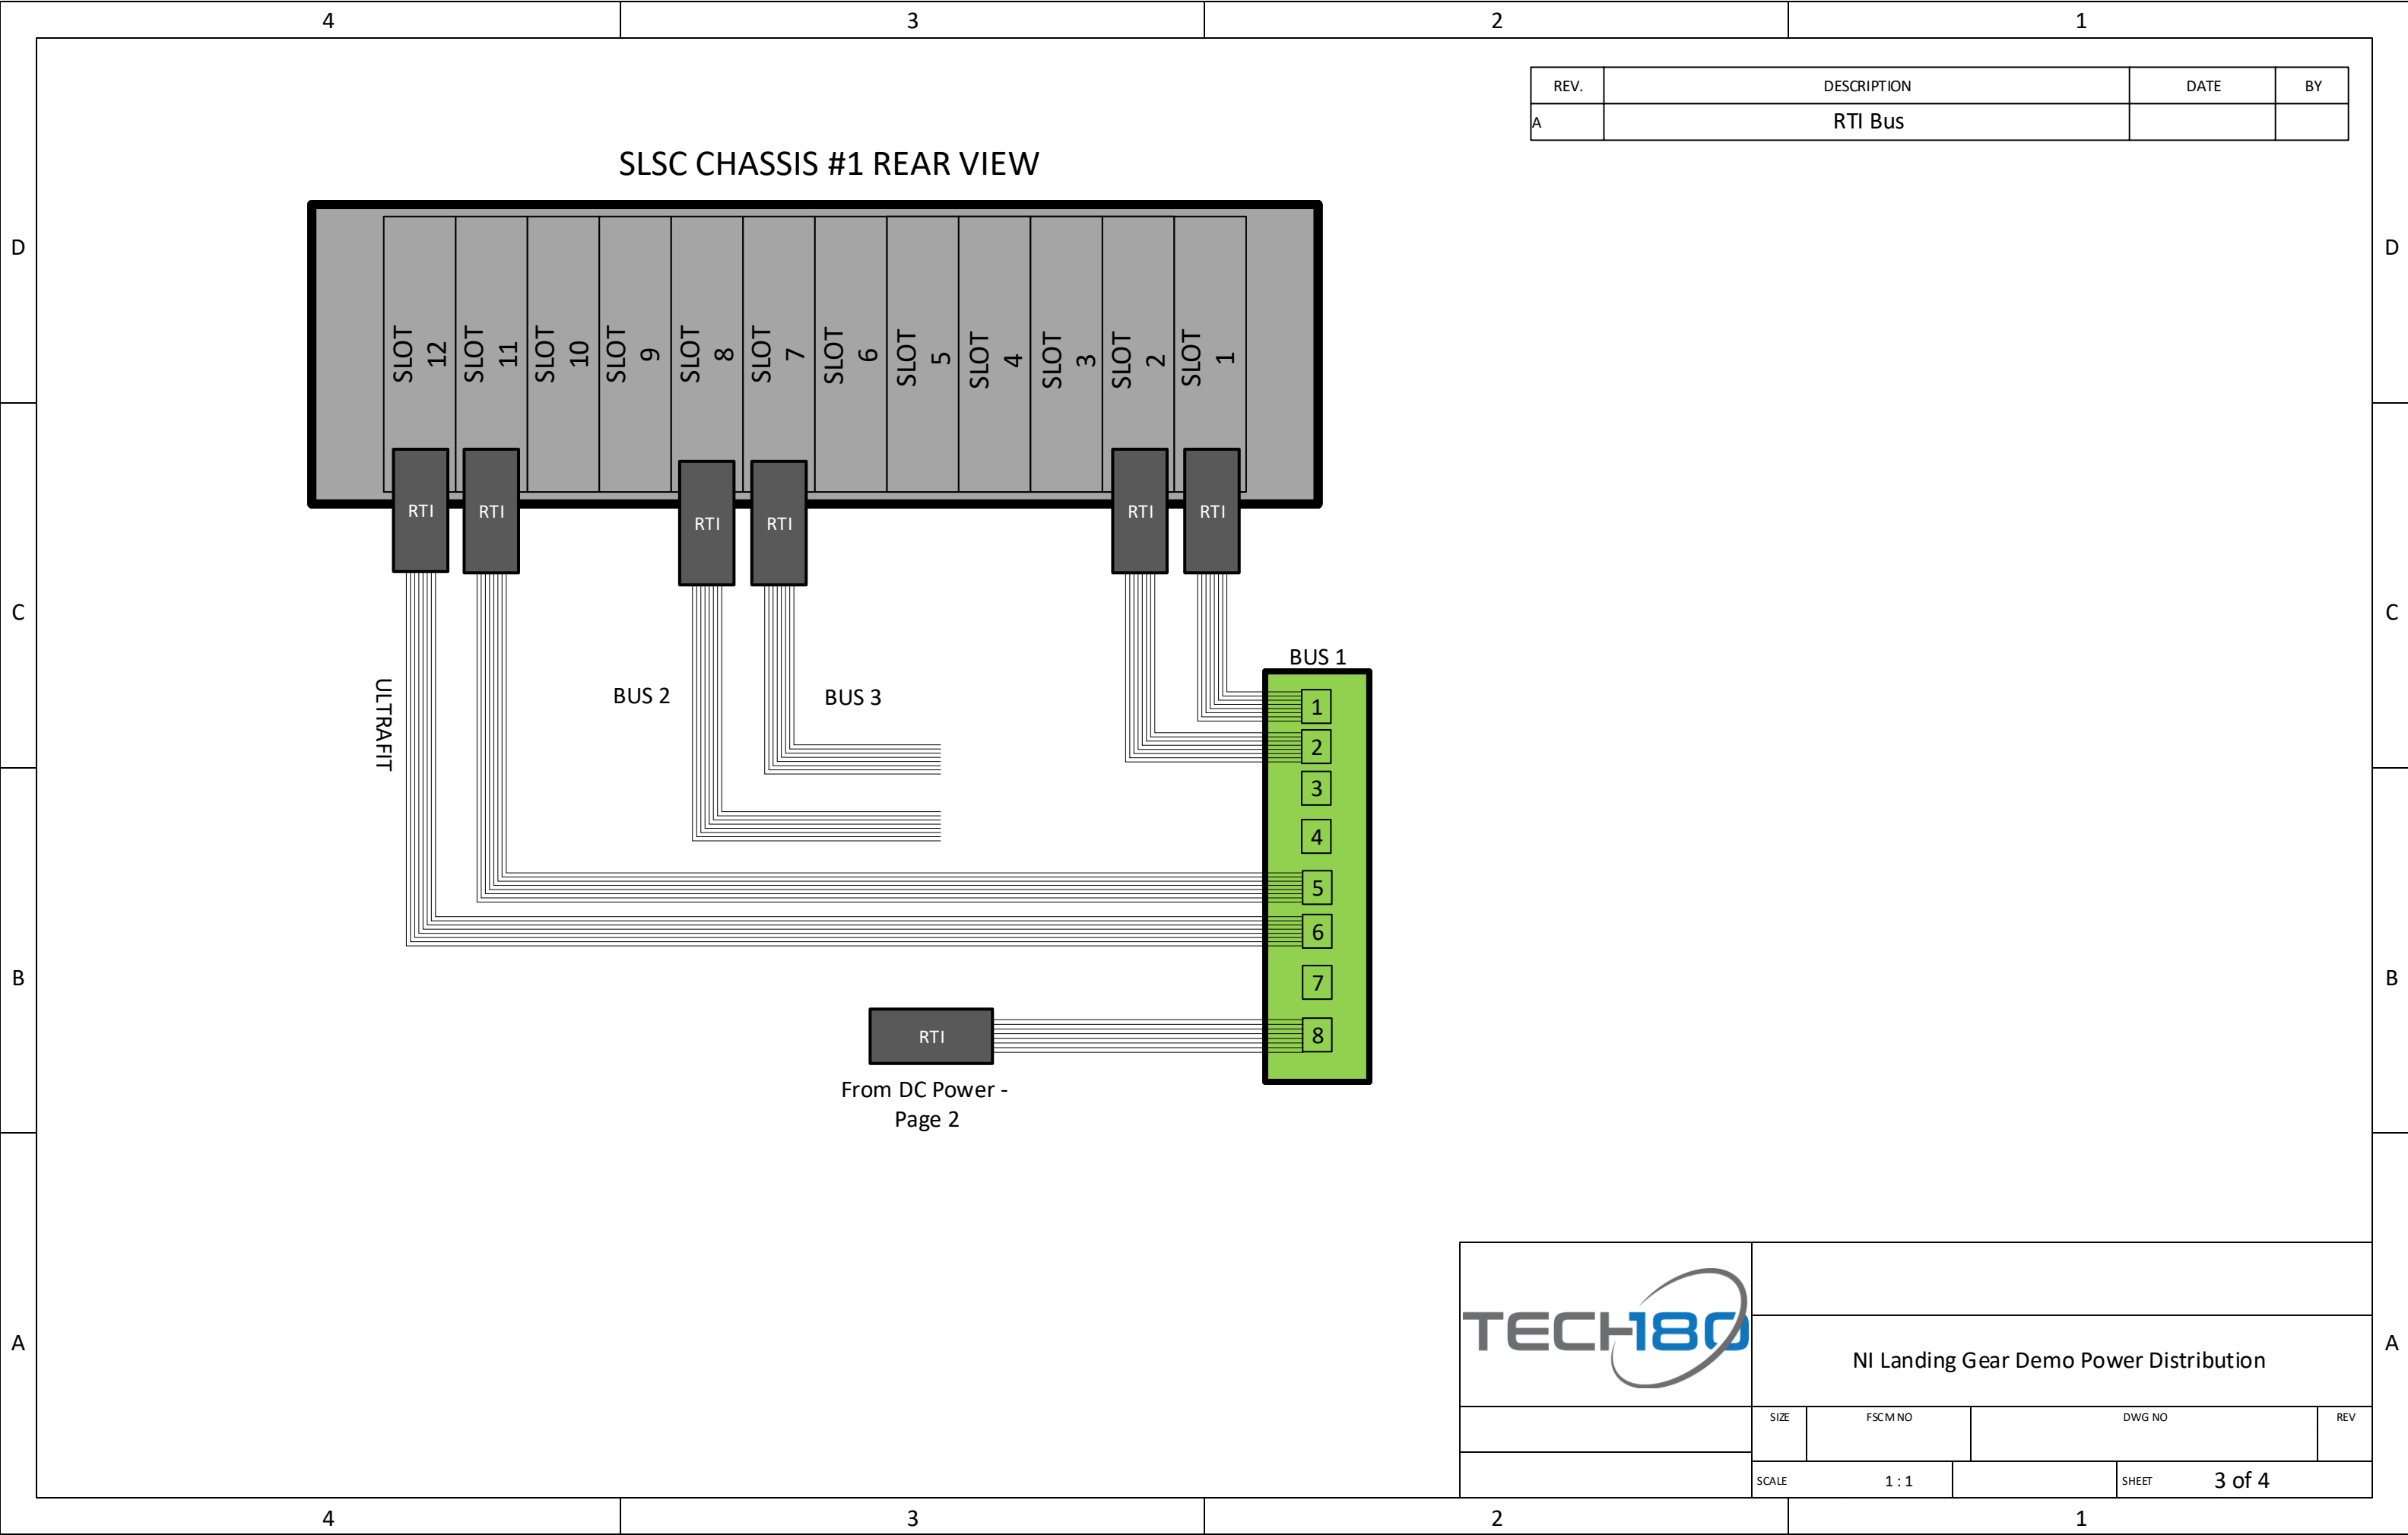 4 3 2 1
REV. DESCRIPTION DATE BY
A RTI Bus
SLSC CHASSIS #1 REAR VIEW
D D
SLOT 12
SLOT 11
SLOT 10
SLOT 9
SLOT 8
SLOT 7
SLOT 6
SLOT 5
SLOT 4
SLOT 3
SLOT 2
SLOT 1
RTI RTI RTI RTI RTI RTI
C C
ULTRAFIT
BUS 2
BUS 3
BUS 1
1
2
3
4
5
6
7
8
B B
RTI
From DC Power -
Page 2
TECH180
A A
NI Landing Gear Demo Power Distribution
SIZE FSCM NO DWG NO REV
SCALE 1 : 1 SHEET 3 of 4
4 3 2 1